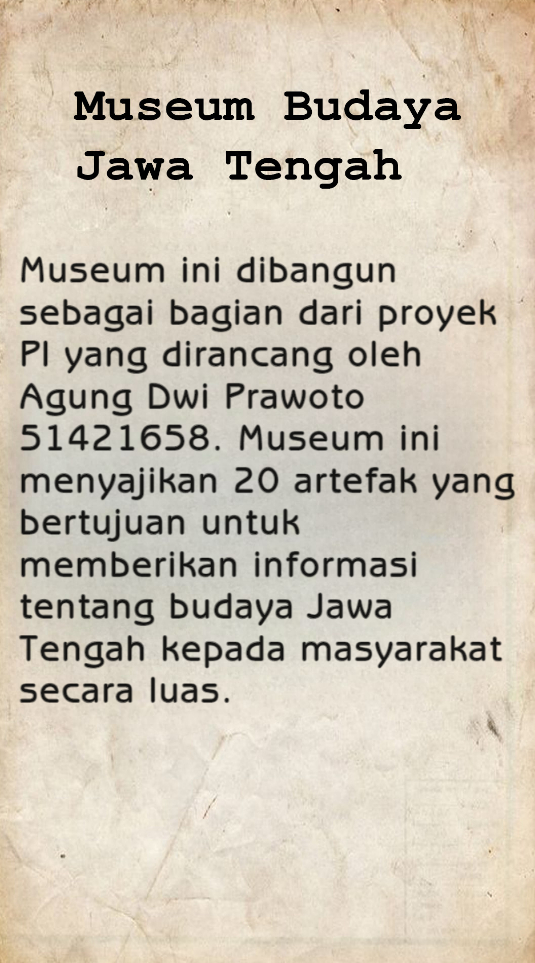 Museum Budaya
Jawa Tengah
Museum ini dibangun
sebagai bagian dari proyek
PI yang dirancang oleh
Agung Dwi Prawoto
51421658. Museum ini
menyajikan 20 artefak yang
bertujuan untuk
memberikan informasi
tentang budaya Jawa
Tengah kepada masyarakat
secara luas.